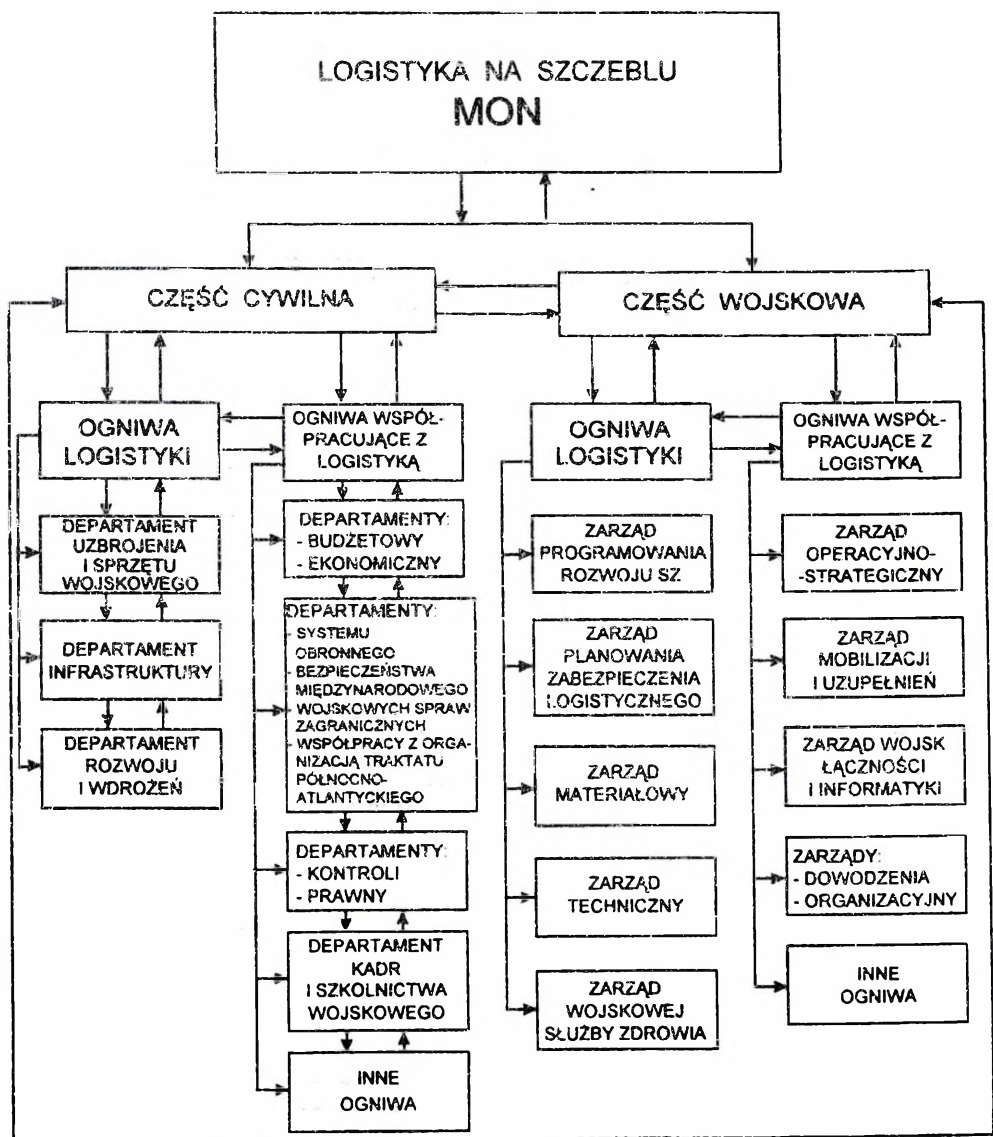 LOGISTYKA NA SZCZEBLU
MON
CZĘŚĆ CYWILNA
CZĘŚĆ WOJSKOWA
OGNIWA
LOGISTYKI
OGNIWA WSPÓŁ-
PRACUJĄCE Z
LOGISTYKĄ
OGNIWA
LOGISTYKI
OGNIWA WSPÓŁ-
PRACUJĄCE Z
LOGISTYKĄ
DEPARTAMENT
UZBROJENIA
I SPRZĘTU
WOJSKOWEGO
DEPARTAMENT
INFRASTRUKTURY
DEPARTAMENT
ROZWOJU
I WDROŻEŃ
DEPARTAMENTY:
- BUDŻETOWY
- EKONOMICZNY
DEPARTAMENTY:
- SYSTEMU
OBRONNEGO
- BEZPIECZEŃSTWA
MIĘDZYNARODOWEGO
- WOJSKOWYCH SPRAW
ZAGRANICZNYCH
- WSPÓŁPRACY Z ORGA-
NIZACJĄ TRAKTATU
PÓŁNOCNO-
ATLANTYCKIEGO
DEPARTAMENTY:
- KONTROLI
- PRAWNY
DEPARTAMENT
KADR
I SZKOLNICTWA
WOJSKOWEGO
INNE
OGNIWA
ZARZĄD
PROGRAMOWANIA
ROZWOJU SZ
ZARZĄD
PLANOWANIA
ZABEZPIECZENIA
LOGISTYCZNEGO
ZARZĄD
MATERIAŁOWY
ZARZĄD
TECHNICZNY
ZARZĄD
WOJSKOWEJ
SŁUŻBY ZDROWIA
ZARZĄD
OPERACYJNO-
-STRATEGICZNY
ZARZĄD
MOBILIZACJI
I UZUPEŁNIEŃ
ZARZĄD WOJSK
ŁĄCZNOŚCI
I INFORMATYKI
ZARZĄDY:
- DOWODZENIA
- ORGANIZACYJNY
INNE
OGNIWA